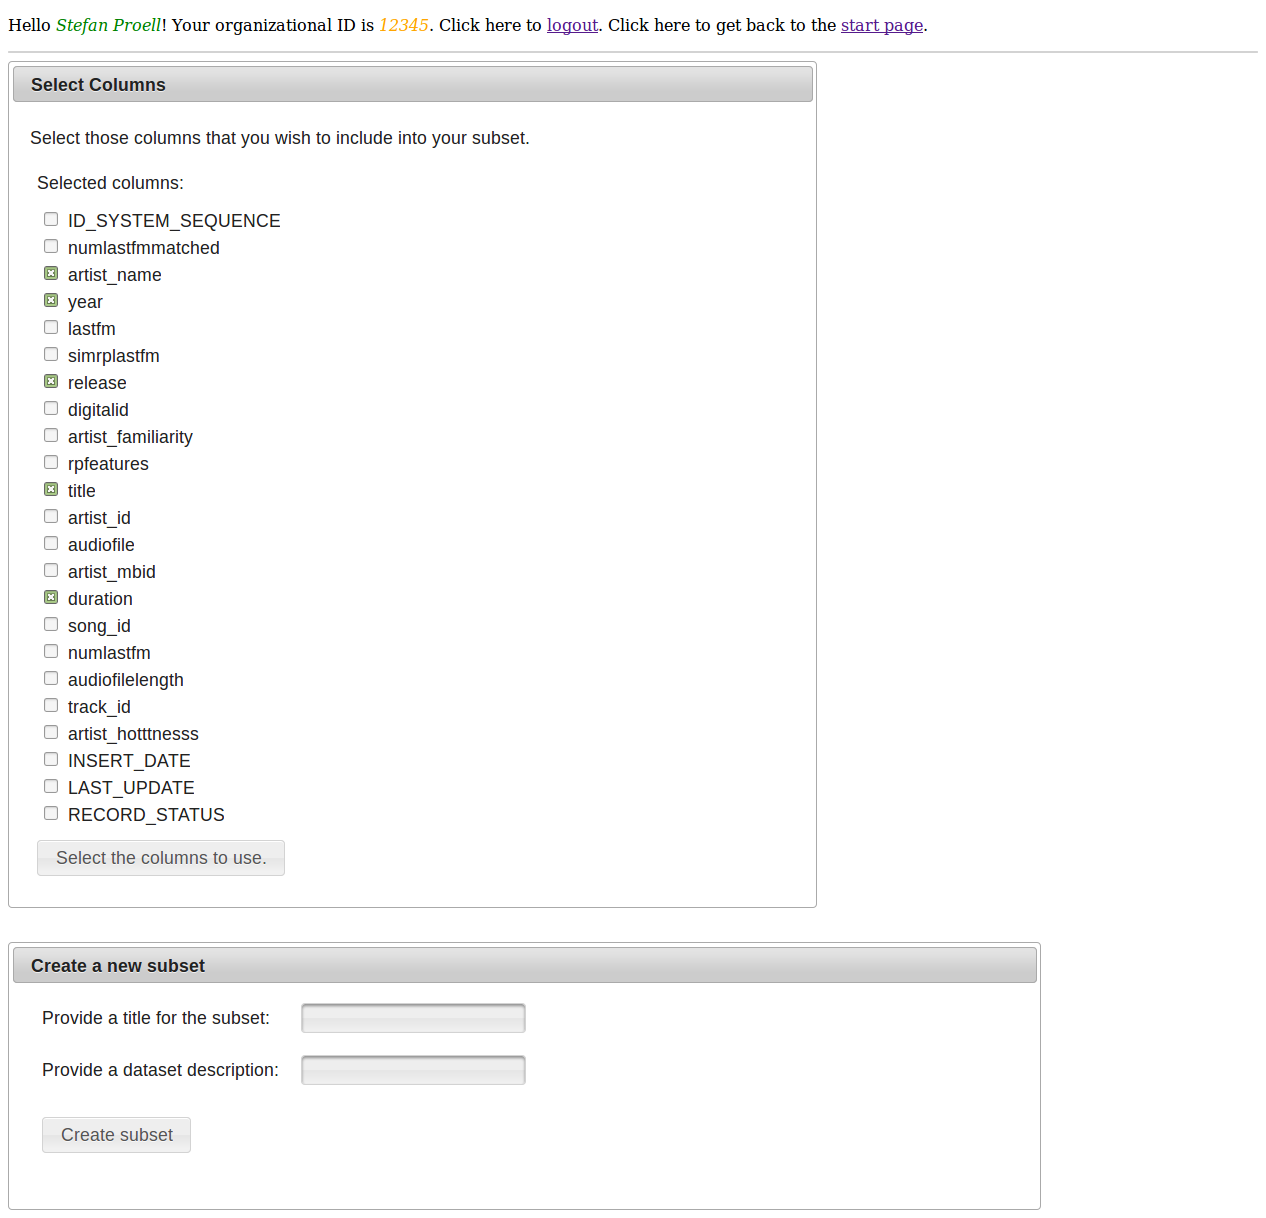 Hello Stefan Proell! Your organizational ID is 12345. Click here to logout. Click here to get back to the start page.
Select Columns
Select those columns that you wish to include into your subset.
Selected columns:
ID_SYSTEM_SEQUENCE
numlastfmmatched
artist_name
year
lastfm
simrplastfm
release
digitalid
artist_familiarity
rpfeatures
title
artist_id
audiofile
artist_mbid
duration
song_id
numlastfm
audiofilelength
track_id
artist_hotttnesss
INSERT_DATE
LAST_UPDATE
RECORD_STATUS
Select the columns to use.
Create a new subset
Provide a title for the subset:
Provide a dataset description:
Create subset